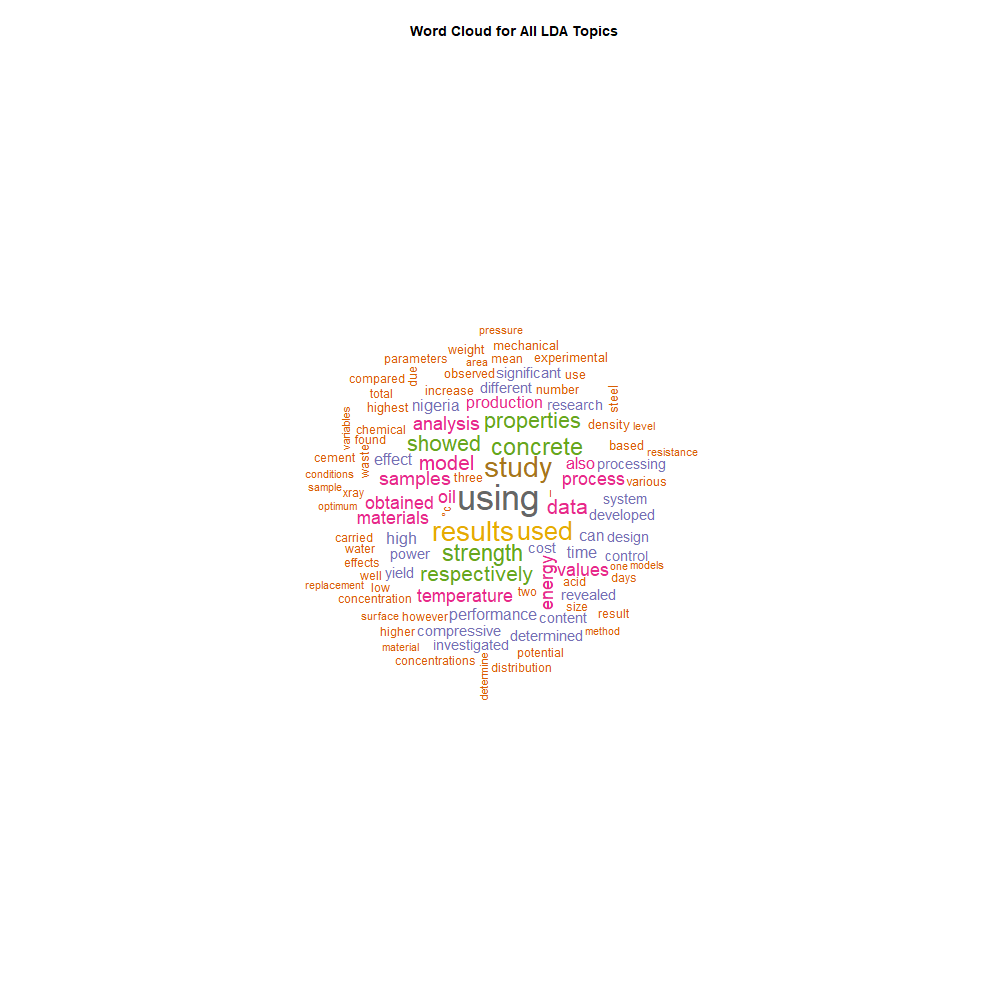 Word Cloud for All LDA Topics
pressure
weight mechanical
parameters area mean experimental
compared due observed significant use
total increase different number steel
highest nigeria production research
variables chemical analysis properties density level
found showed concrete based resistance
cement waste effect model study also processing
conditions samples three process various
sample xray obtained oil using – data system
optimum materials °c developed
carried high results used can design
water power strength cost time control
effects well yield respectively energy values one models
replacement low acid days
concentration temperature two revealed
surface however performance size content result
higher compressive determined method
material investigated potential
concentrations determine distribution